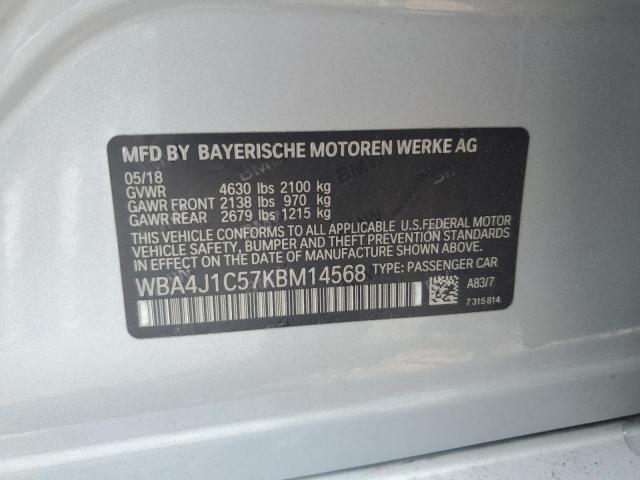 MFD BY BAYERISCHE MOTOREN WERKE AG
05/18
GVWR 4630 lbs 2100 kg
GAWR FRONT 2138 lbs 970 kg
GAWR REAR 2679 lbs 1215 kg
THIS VEHICLE CONFORMS TO ALL APPLICABLE U.S.FEDERAL MOTOR
VEHICLE SAFETY, BUMPER, AND THEFT PREVENTION STANDARDS
IN EFFECT ON THE DATE OF MANUFACTURE SHOWN ABOVE.
WBA4J1C57KBM14568 TYPE: PASSENGER CAR
A83/7
7 315 814